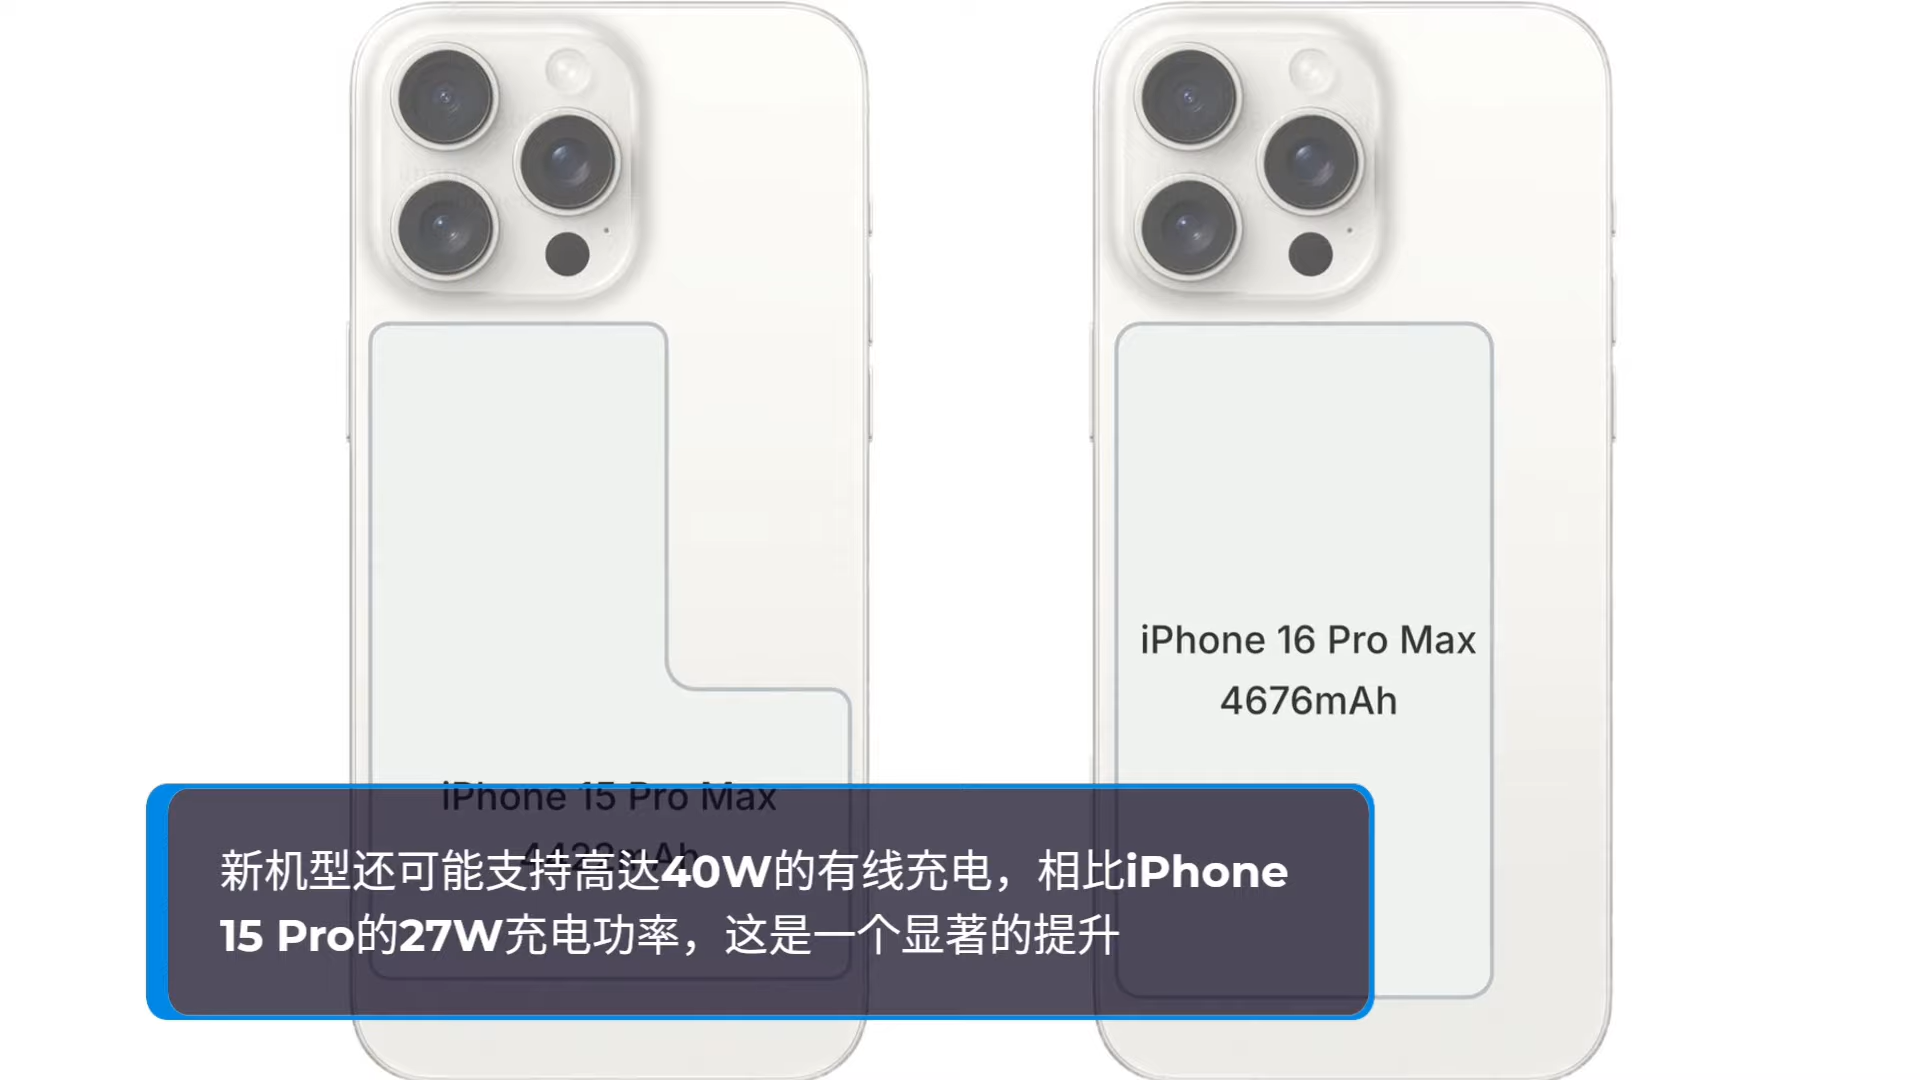 iPhone 16 Pro Max
4676mAh
iPhone 15 Pro Max
4422mAh
新机型还可能支持高达40W的有线充电，相比iPhone
15 Pro的27W充电功率，这是一个显著的提升